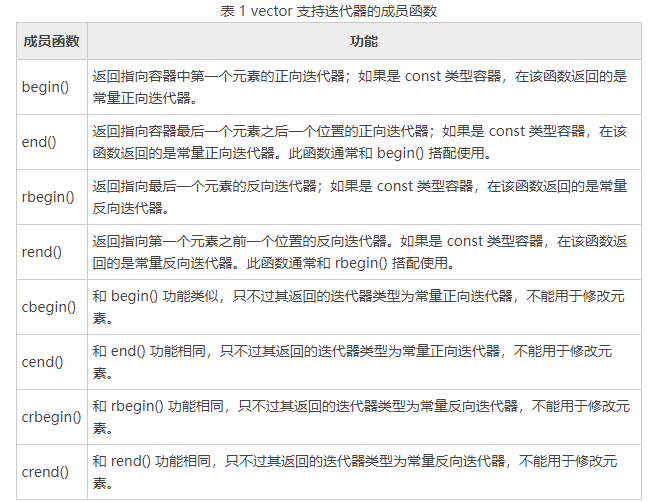 表 1 vector 支持迭代器的成员函数
成员函数 功能
begin() 返回指向容器中第一个元素的正向迭代器；如果是 const 类型容器，在该函数返回的是
常量正向迭代器。
end() 返回指向容器最后一个元素之后一个位置的正向迭代器；如果是 const 类型容器，在该
函数返回的是常量正向迭代器。此函数通常和 begin() 搭配使用。
rbegin() 返回指向最后一个元素的反向迭代器；如果是 const 类型容器，在该函数返回的是常量
反向迭代器。
rend() 返回指向第一个元素之前一个位置的反向迭代器。如果是 const 类型容器，在该函数返
回的是常量反向迭代器。此函数通常和 rbegin() 搭配使用。
cbegin() 和 begin() 功能类似，只不过其返回的迭代器类型为常量正向迭代器，不能用于修改元
素。
cend() 和 end() 功能相同，只不过其返回的迭代器类型为常量正向迭代器，不能用于修改元
素。
crbegin() 和 rbegin() 功能相同，只不过其返回的迭代器类型为常量反向迭代器，不能用于修改元
素。
crend() 和 rend() 功能相同，只不过其返回的迭代器类型为常量反向迭代器，不能用于修改元
素。